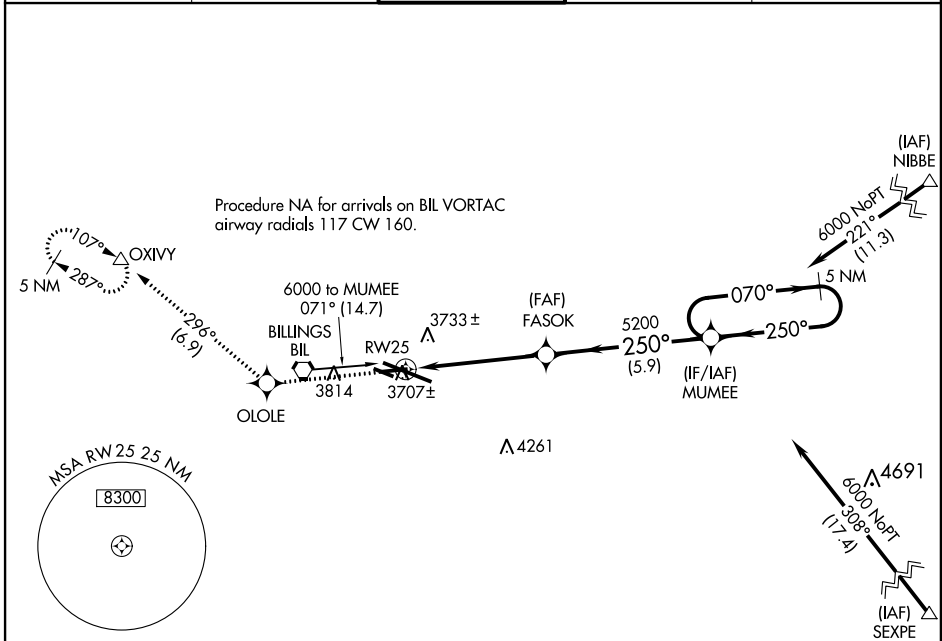 (IAF)
NIBBE
Procedure NA for arrivals on BIL VORTAC
airway radials 117 CW 160.
6000 NoPT
221°
(11.3)
107°
OXIVY
287°
5 NM
5 NM
6000 to MUMEE
071° (14.7)
070°
296°
(6.9)
BILLINGS
BIL
RW25
3733 ±
(FAF)
FASOK
5200
250°
(5.9)
250°
(IF/IAF)
MUMEE
3814
3707±
OLOLE
4261
MSA RW25 25 NM
8300
4691
6000 NoPT
308°
(17.4)
(IAF)
SEXPE